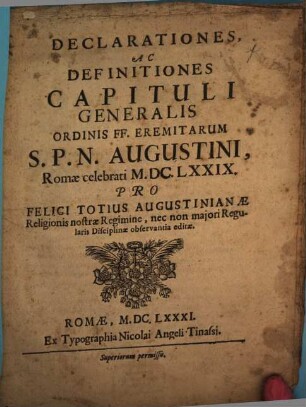 DECLARATIONES,
AC
DEFINITIONES
CAPITULI
GENERALIS
ORDINIS FF. EREMITARUM
S. P. N. AUGUSTINI,
Romæ celebrati M. DC. LXXIX.
PRO
FELICI TOTIUS AUGUSTINIANÆ
Religionis nostræ Regimine, nec non majori Regu-
laris Disciplinæ observantia editæ.
ROMÆ, M. DC. LXXXI.
Ex Typographia Nicolai Angeli Tinassi.
Superiorum permissu.